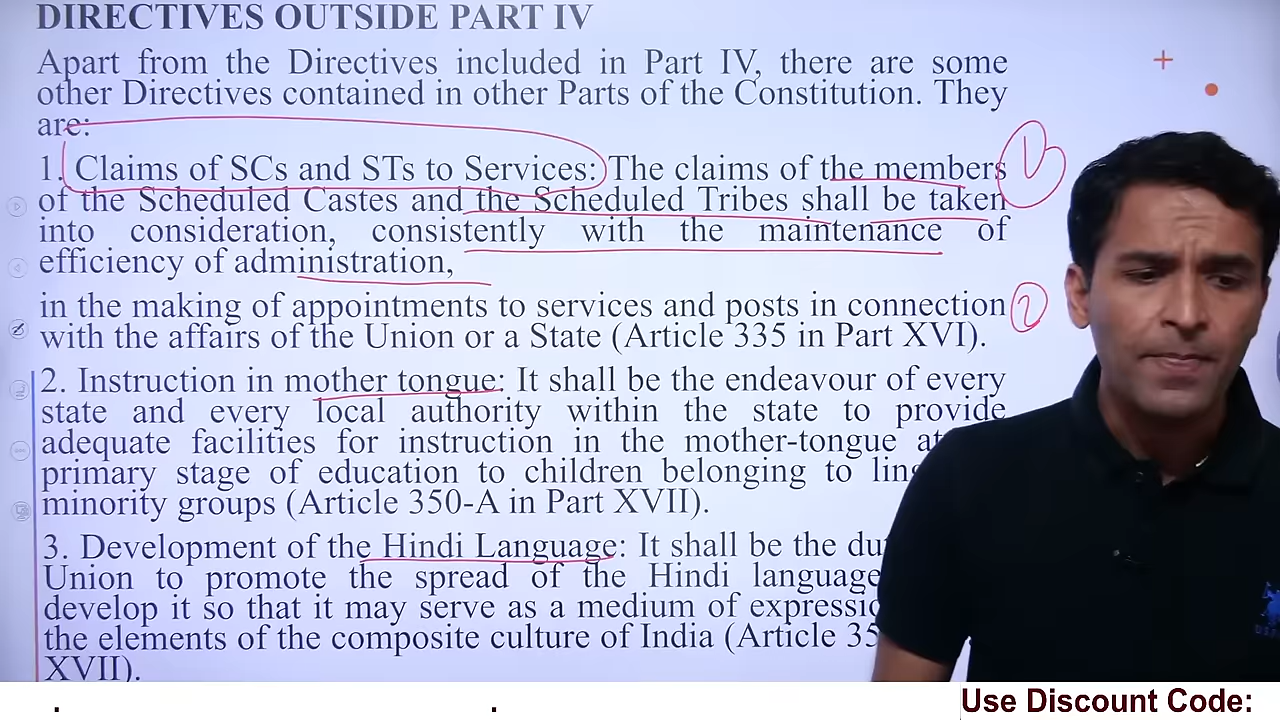 DIRECTIVES OUTSIDE PART IV
Apart from the Directives included in Part IV, there are some
other Directives contained in other Parts of the Constitution. They
are:
1. Claims of SCs and STs to Services: The claims of the members
of the Scheduled Castes and the Scheduled Tribes shall be taken
into consideration, consistently with the maintenance of
efficiency of administration,
1
in the making of appointments to services and posts in connection
with the affairs of the Union or a State (Article 335 in Part XVI).
2
2. Instruction in mother tongue: It shall be the endeavour of every
state and every local authority within the state to provide
adequate facilities for instruction in the mother-tongue at
primary stage of education to children belonging to
minority groups (Article 350-A in Part XVII).
3. Development of the Hindi Language: It shall be the
Union to promote the spread of the Hindi language
develop it so that it may serve as a medium of
the elements of the composite culture of India (Article
XVII).
Use Discount Code: